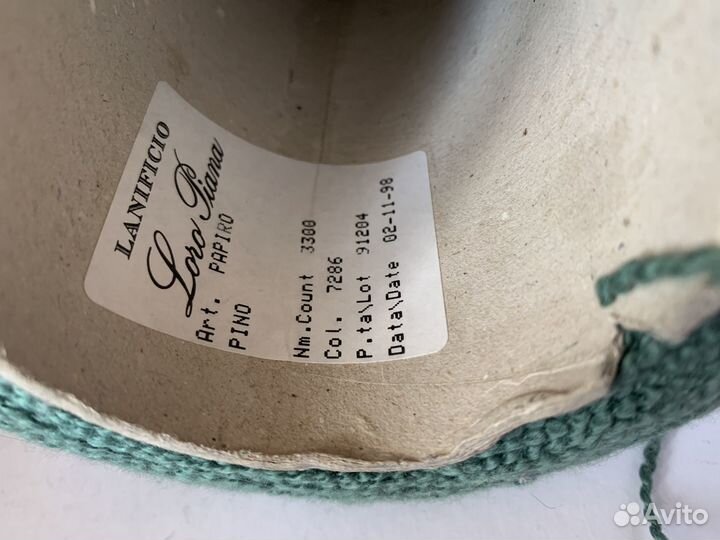 LANIFICIO
Loro Piana
Art. PAPIRO
PINO
Nm.Count 3300
Col. 7286
P.ta\Lot 91204
Data\Date 02-11-98
Avito